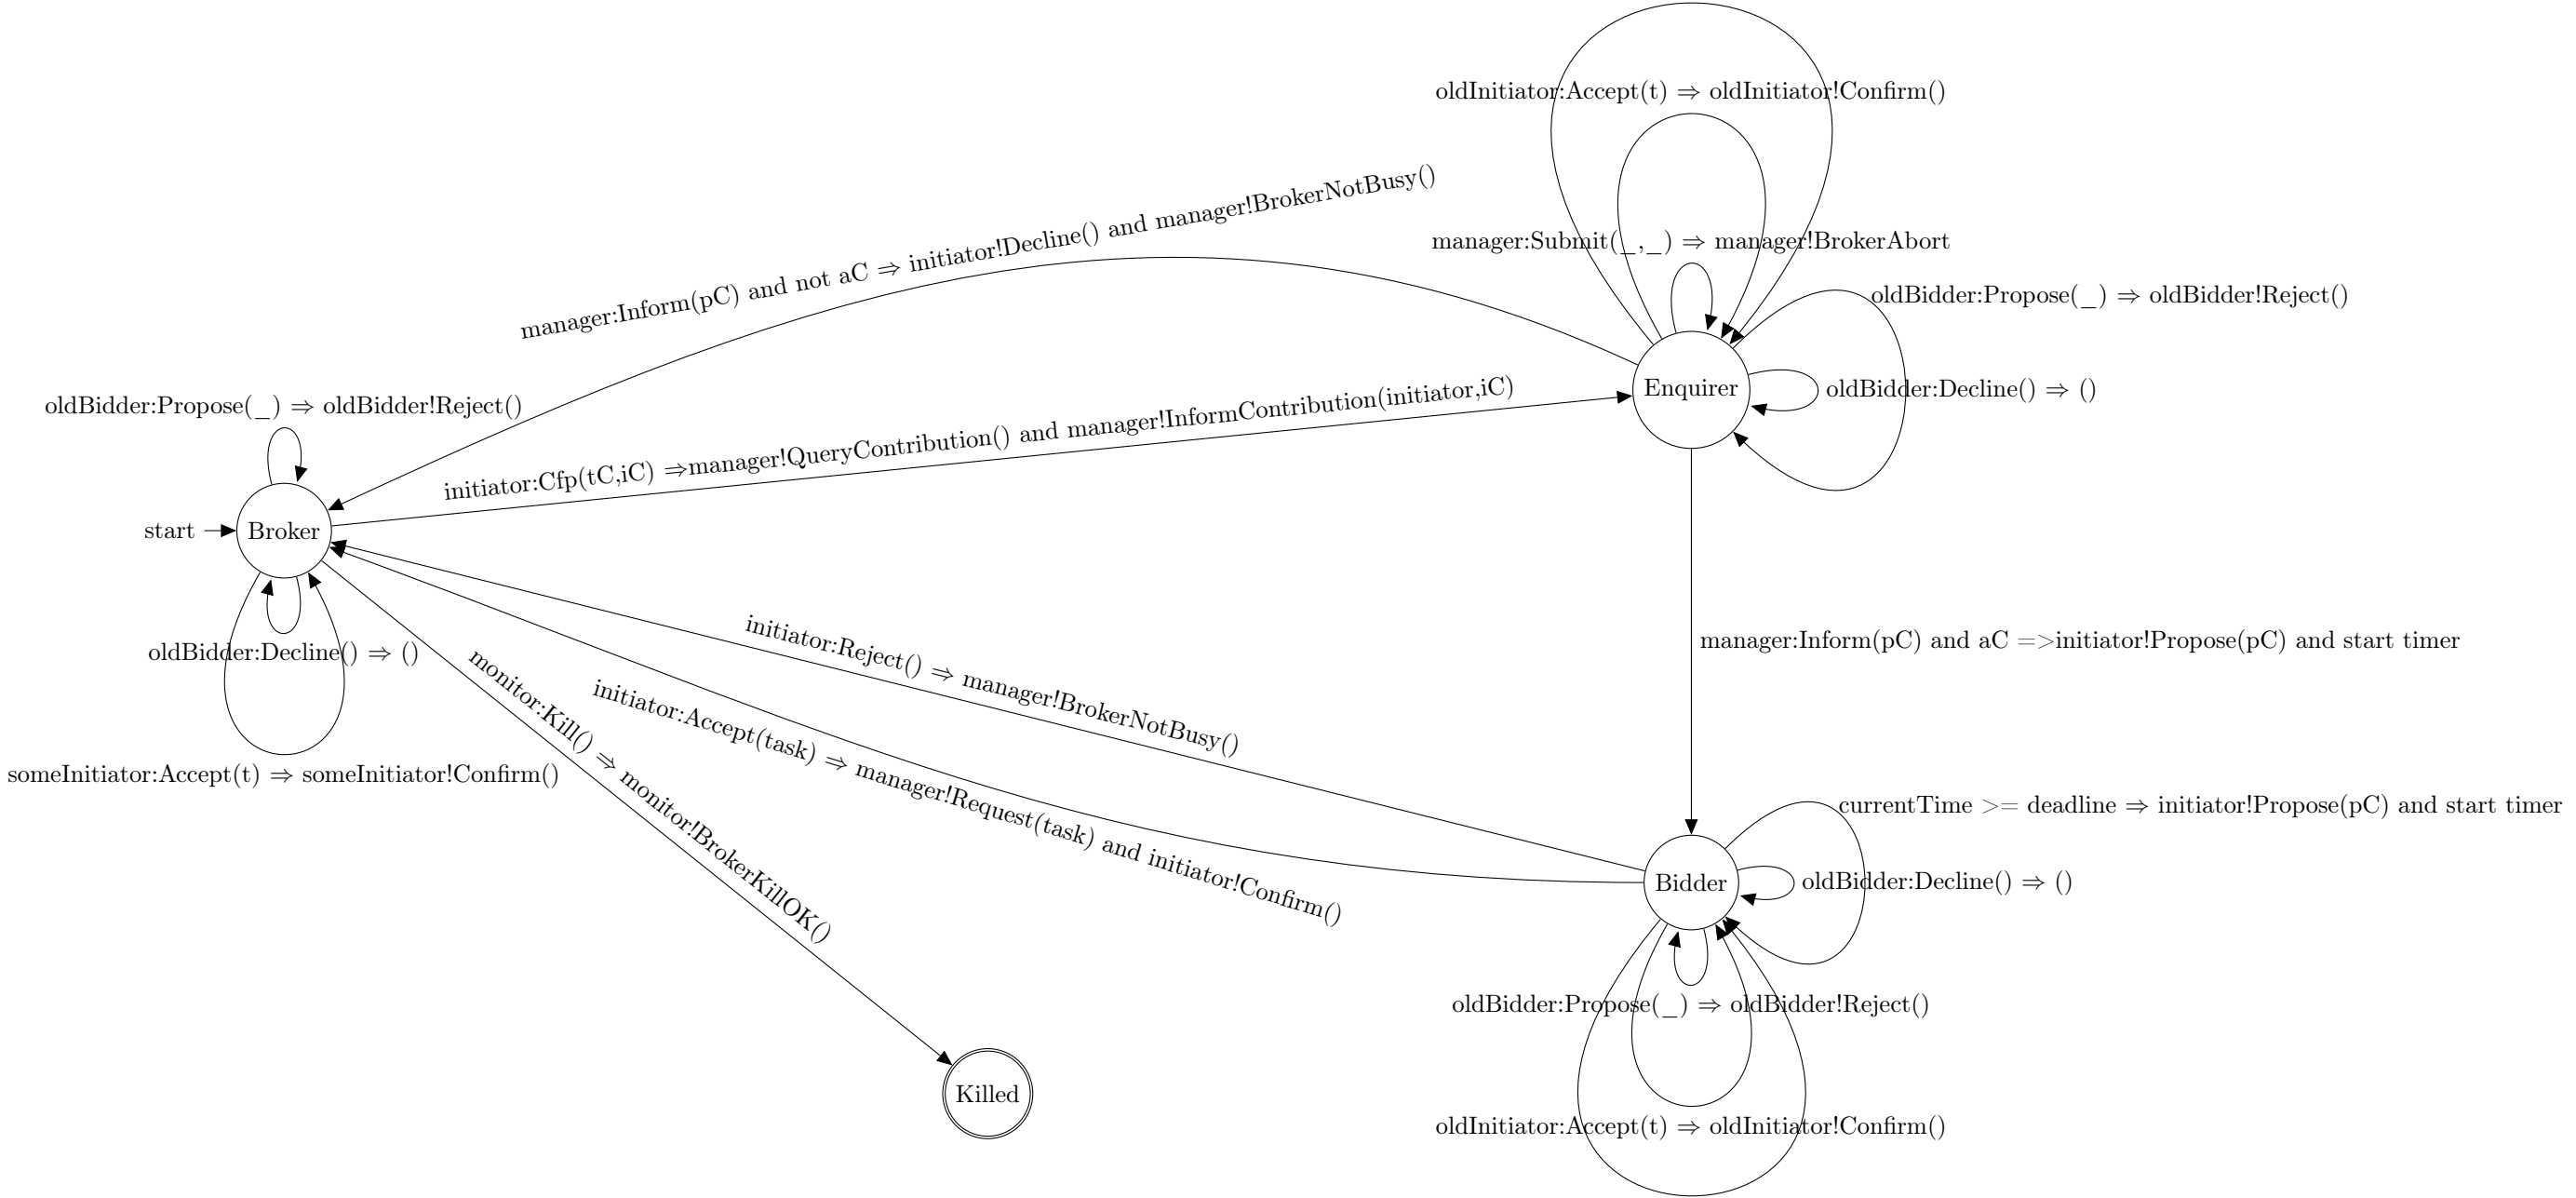 oldInitiator:Accept(t) ⇒ oldInitiator!Confirm()
manager:Inform(pC) and not aC ⇒ initiator!Decline() and manager!BrokerNotBusy()
manager:Submit(_,_) ⇒ manager!BrokerAbort
oldBidder:Propose(_) ⇒ oldBidder!Reject()
Enquirer
oldBidder:Decline() ⇒ ()
oldBidder:Propose(_) ⇒ oldBidder!Reject()
initiator:Cfp(tC,iC) ⇒manager!QueryContribution() and manager!InformContribution(initiator,iC)
start
Broker
oldBidder:Decline() ⇒ ()
manager:Inform(pC) and aC =>initiator!Propose(pC) and start timer
initiator:Reject() ⇒ manager!BrokerNotBusy()
initiator:Accept(task) ⇒ manager!Request(task) and initiator!Confirm()
monitor:Kill() ⇒ monitor!BrokerKillOK()
someInitiator:Accept(t) ⇒ someInitiator!Confirm()
currentTime >= deadline ⇒ initiator!Propose(pC) and start timer
Bidder
oldBidder:Decline() ⇒ ()
oldBidder:Propose(_) ⇒ oldBidder!Reject()
Killed
oldInitiator:Accept(t) ⇒ oldInitiator!Confirm()